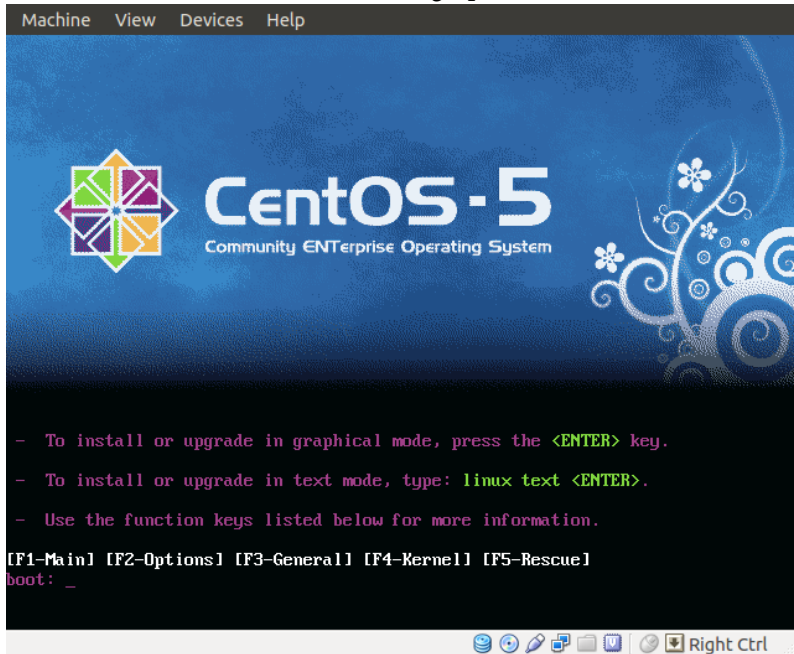 Machine View Devices Help
CentOS-5
Community ENTerprise Operating System
- To install or upgrade in graphical mode, press the <ENTER> key.
- To install or upgrade in text mode, type: linux text <ENTER>.
- Use the function keys listed below for more information.
[F1-Main] [F2-Options] [F3-General] [F4-Kernel] [F5-Rescue]
boot: _
Right Ctrl